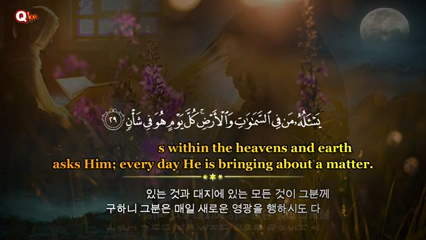 يَسْـَٔلُهُۥ مَن فِى ٱلسَّمَـٰوَٰتِ وَٱلْأَرْضِ ۚ كُلَّ يَوْمٍ هُوَ فِى شَأْنٍ ٢٩
s within the heavens and earth
asks Him; every day He is bringing about a matter.
있는 것과 대지에 있는 모든 것이 그분께
구하니 그분은 매일 새로운 영광을 행하시도 다